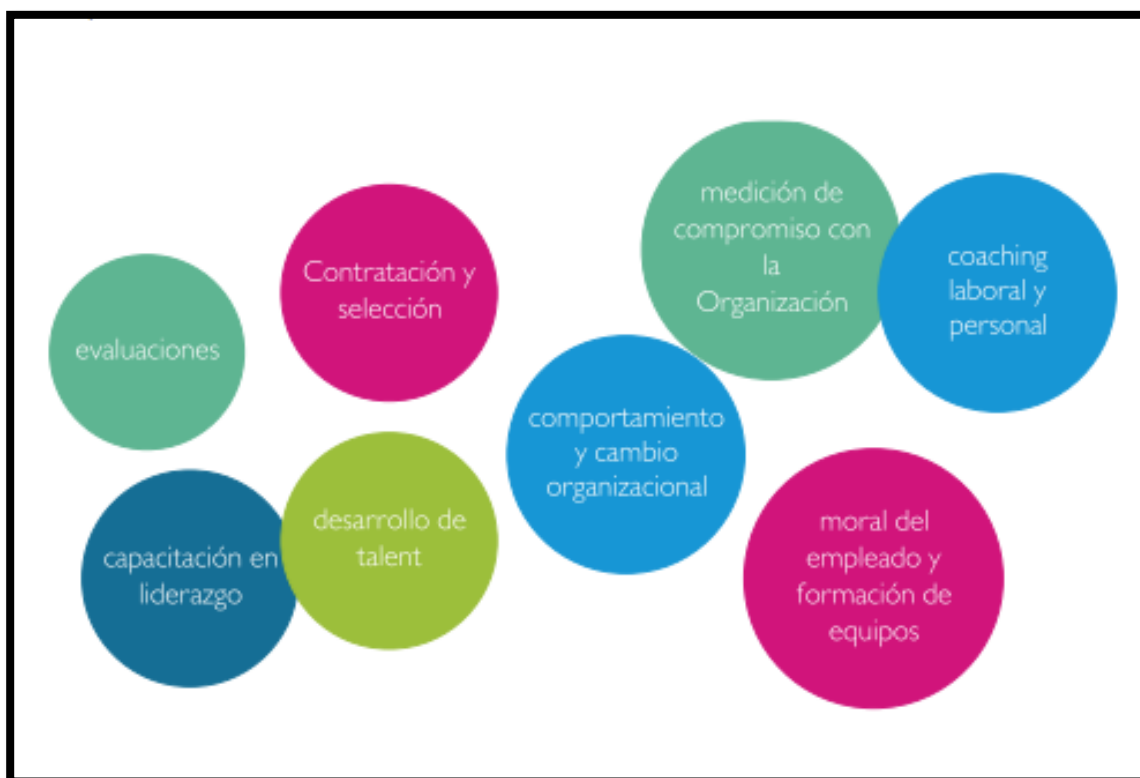 evaluaciones
Contratación y
selección
capacitación en
liderazgo
desarrollo de
talent
comportamiento
y cambio
organizacional
medición de
compromiso con
la
Organización
coaching
laboral y
personal
moral del
empleado y
formación de
equipos